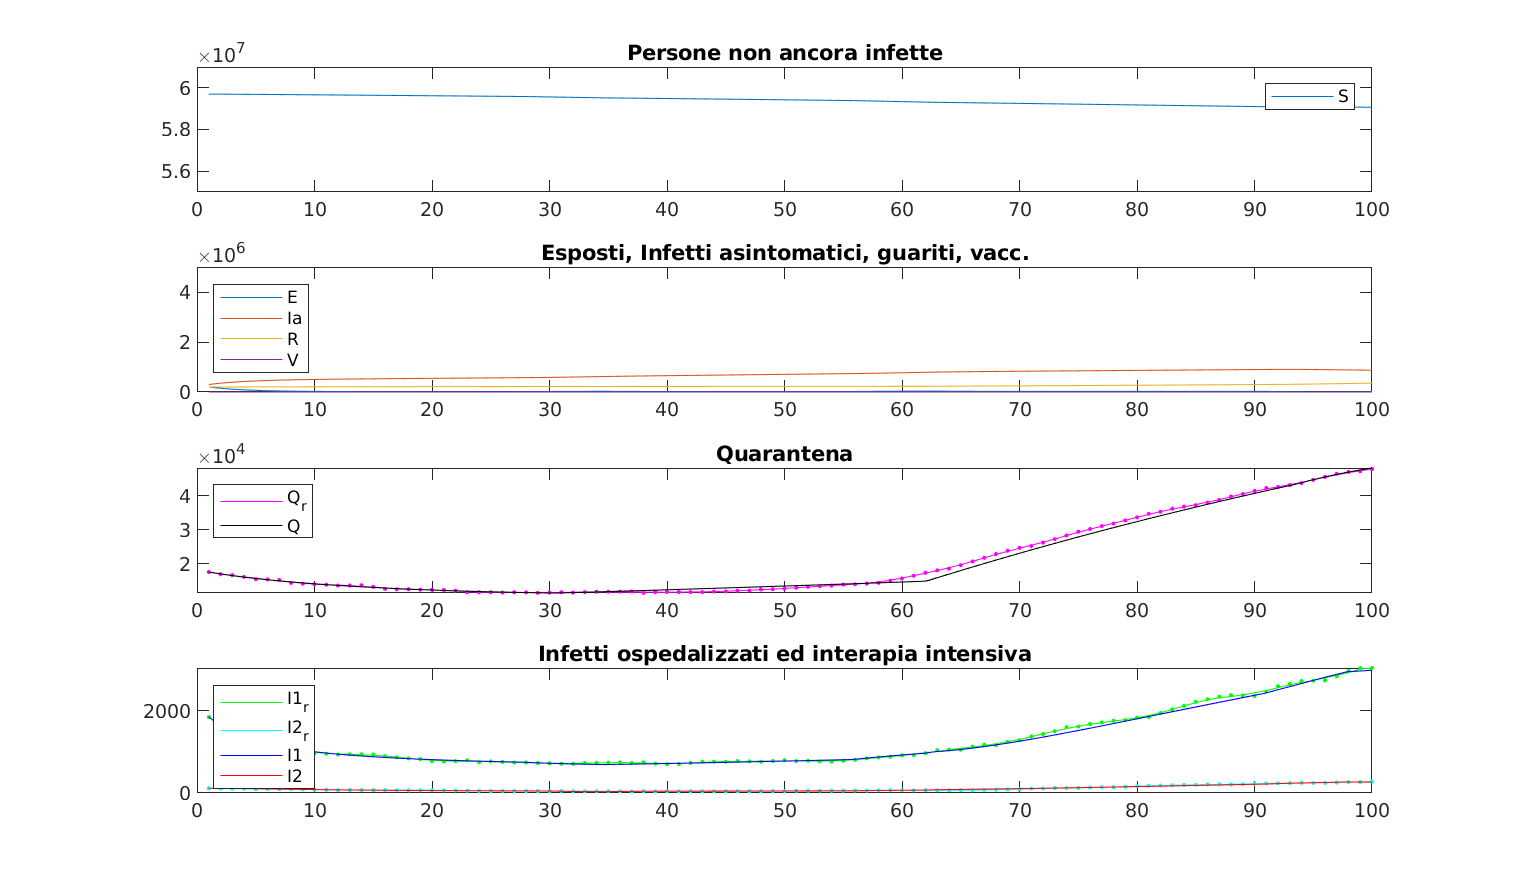 Persone non ancora infette
×10^7
6
5.8
5.6
S
0 10 20 30 40 50 60 70 80 90 100
Esposti, Infetti asintomatici, guariti, vacc.
×10^6
4
2
0
E
Ia
R
V
0 10 20 30 40 50 60 70 80 90 100
Quarantena
×10^4
4
3
2
Q_r
Q
0 10 20 30 40 50 60 70 80 90 100
Infetti ospedalizzati ed interapia intensiva
2000
0
I1_r
I2_r
I1
I2
0 10 20 30 40 50 60 70 80 90 100